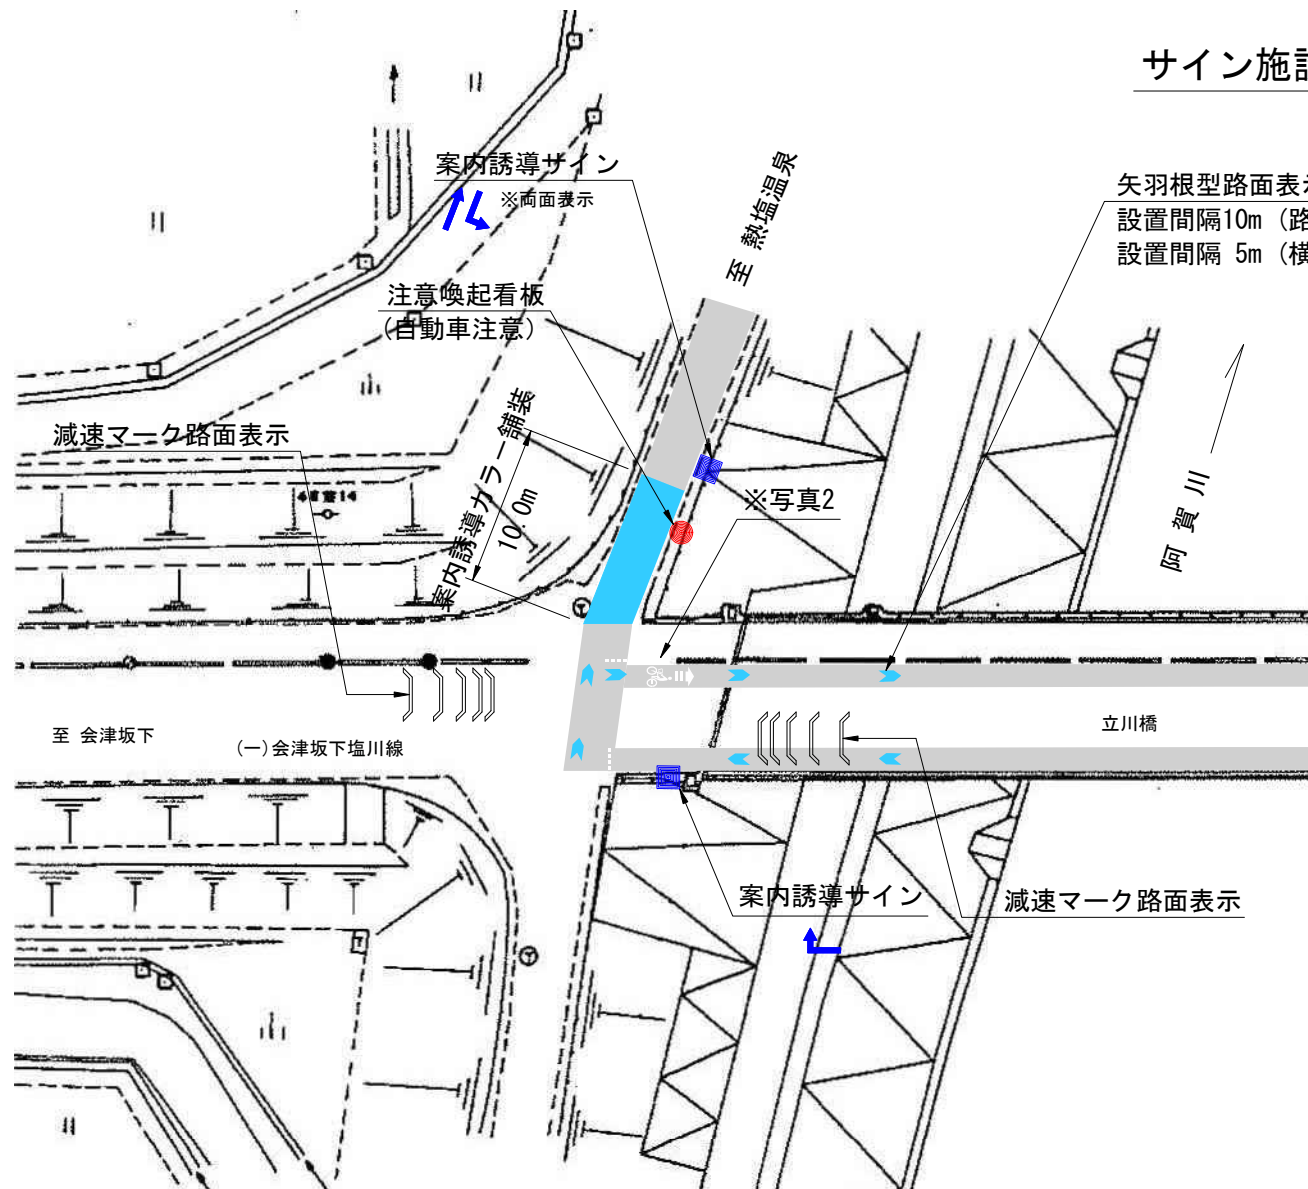 サイン施設
案内誘導サイン
※両面表示
至 熱塩温泉
矢羽根型路面表示
設置間隔10m（路
設置間隔 5m（横
注意喚起看板
(自動車注意)
減速マーク路面表示
案内誘導カラー舗装
10.0m
※写真2
阿賀川
至 会津坂下
(一)会津坂下塩川線
立川橋
案内誘導サイン
減速マーク路面表示